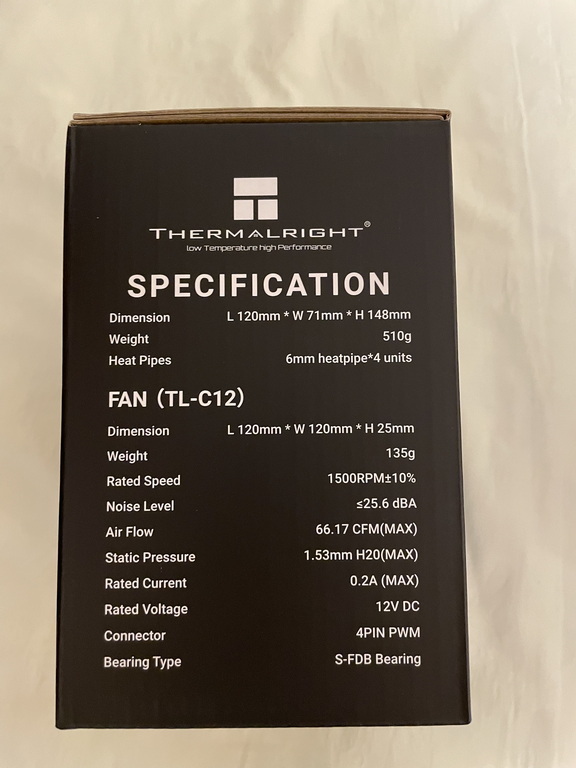 THERMALRIGHT®
low Temperature high Performance
SPECIFICATION
Dimension L 120mm * W 71mm * H 148mm
Weight 510g
Heat Pipes 6mm heatpipe*4 units
FAN (TL-C12)
Dimension L 120mm * W 120mm * H 25mm
Weight 135g
Rated Speed 1500RPM±10%
Noise Level ≤25.6 dBA
Air Flow 66.17 CFM(MAX)
Static Pressure 1.53mm H20(MAX)
Rated Current 0.2A (MAX)
Rated Voltage 12V DC
Connector 4PIN PWM
Bearing Type S-FDB Bearing